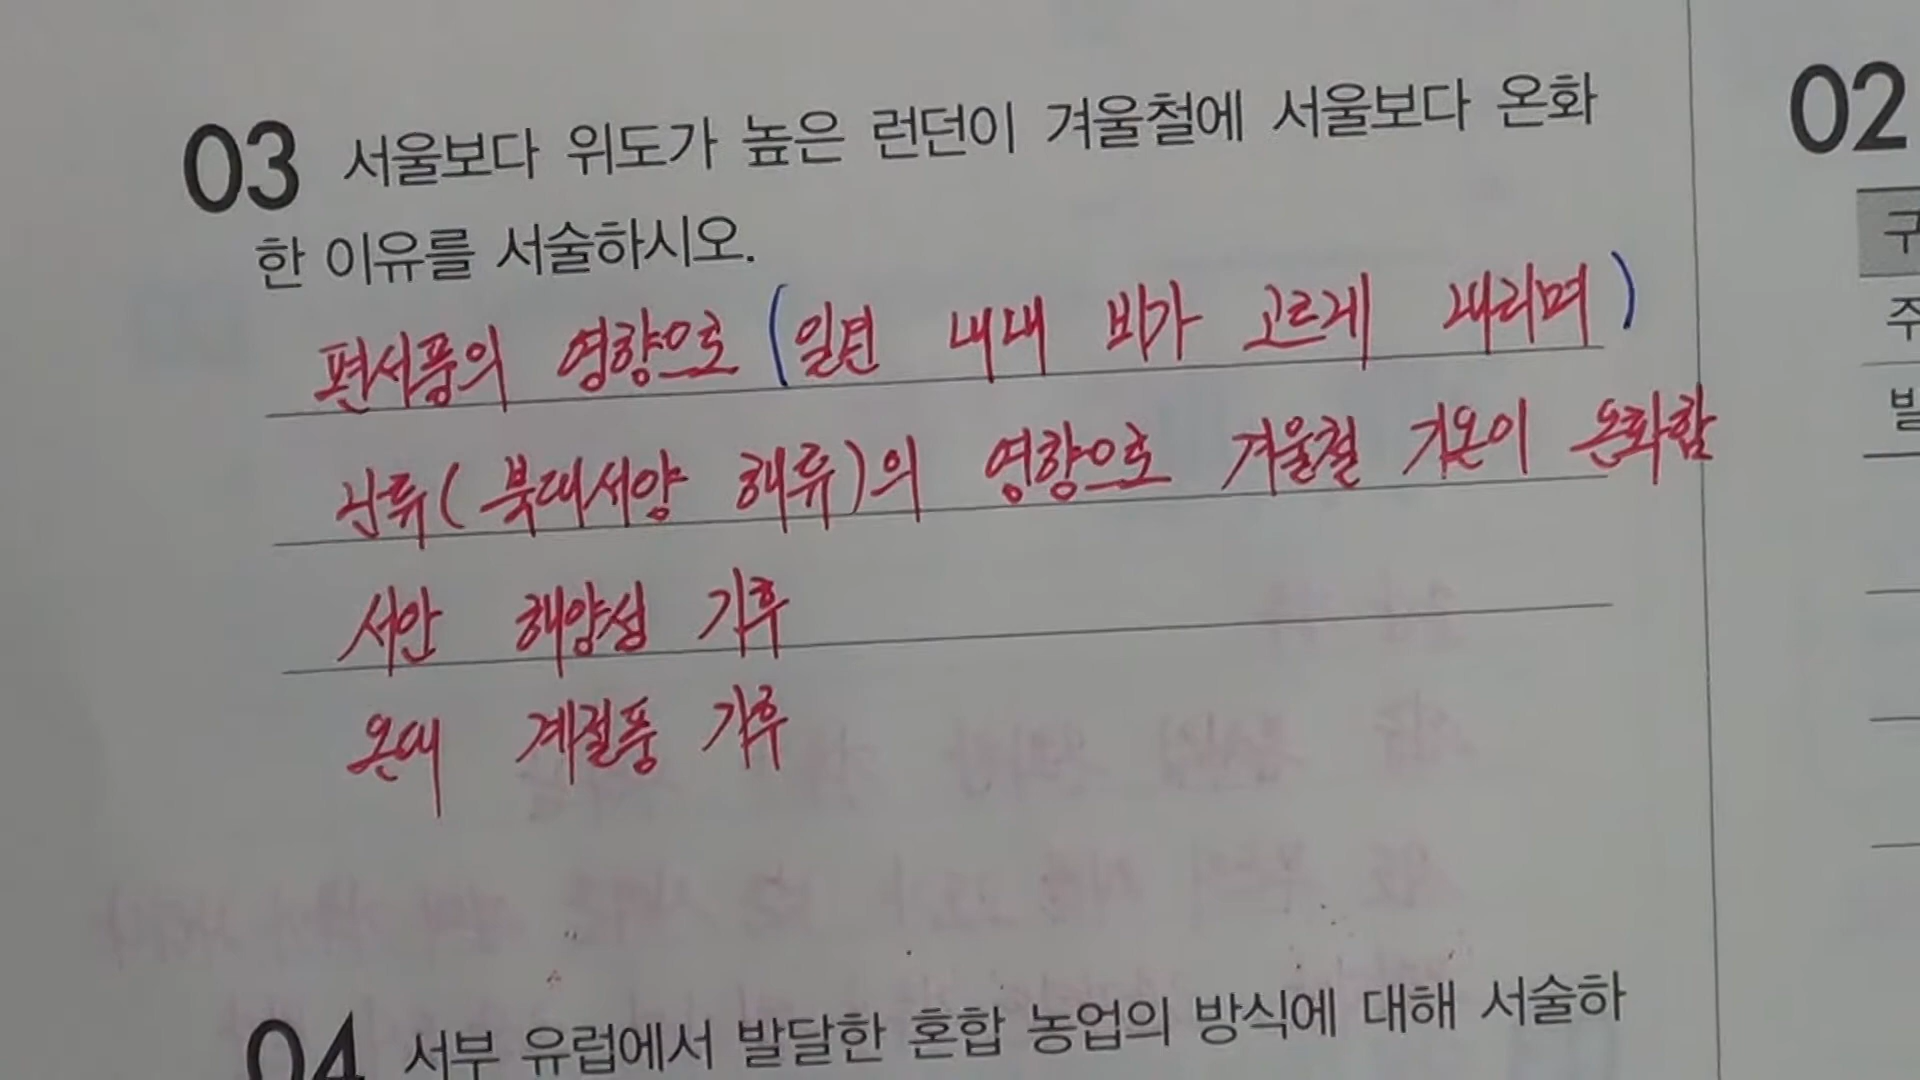 03 서울보다 위도가 높은 런던이 겨울철에 서울보다 온화
한 이유를 서술하시오.
편서풍의 영향으로 (일년 내내 비가 고르게 내리며)
난류(북대서양 해류)의 영향으로 겨울철 기온이 온화함
서안 해양성 기후
온대 계절풍 기후
04 서부 유럽에서 발달한 혼합 농업의 방식에 대해 서술하
02
구
주
발